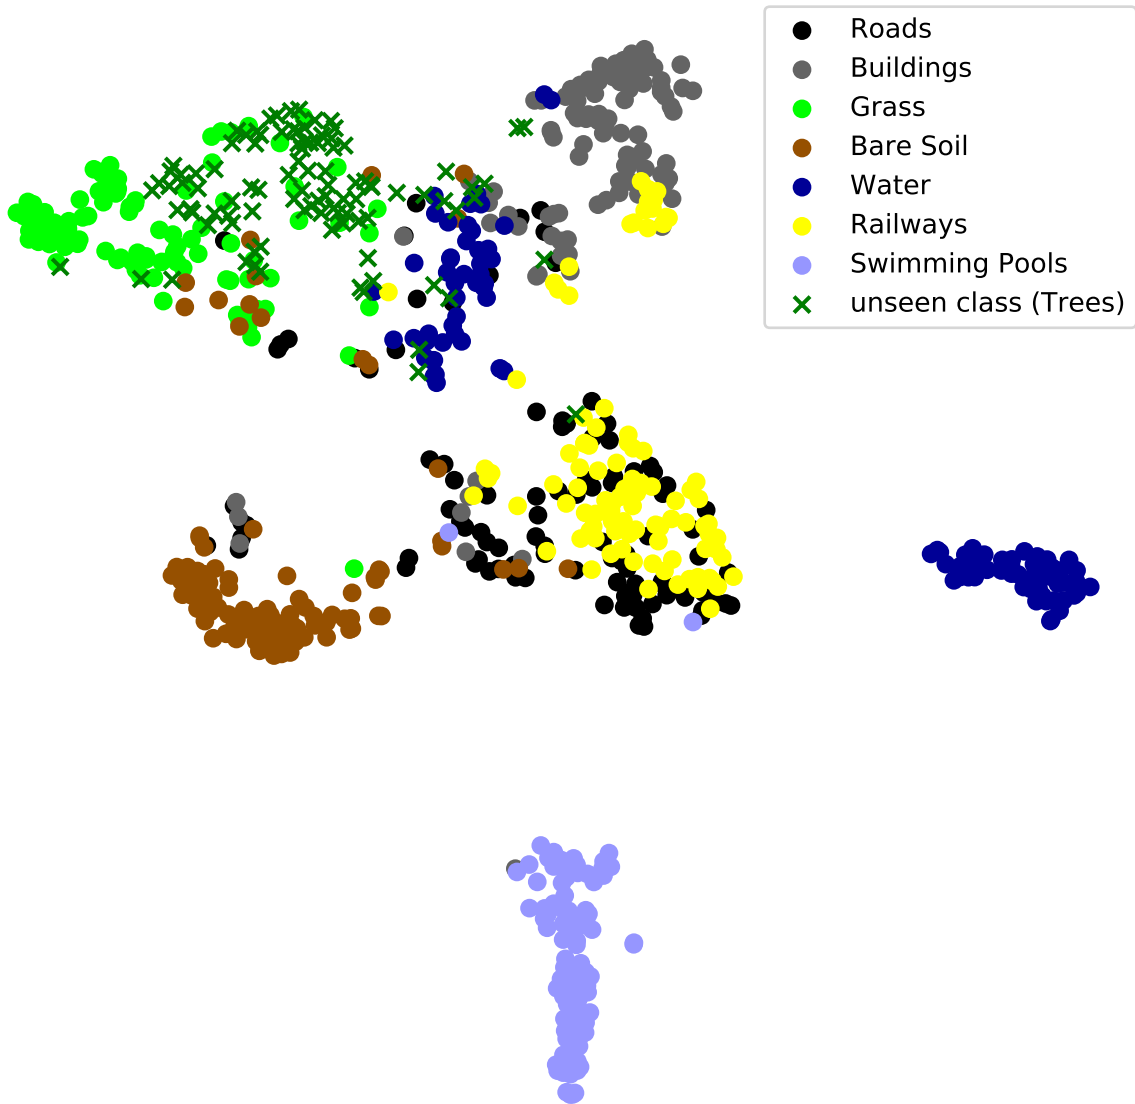 Roads
Buildings
Grass
Bare Soil
Water
Railways
Swimming Pools
unseen class (Trees)